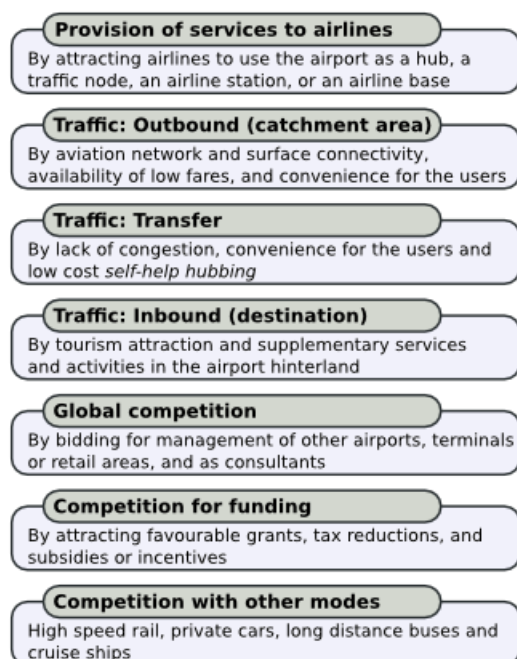 Provision of services to airlines
By attracting airlines to use the airport as a hub, a
traffic node, an airline station, or an airline base
Traffic: Outbound (catchment area)
By aviation network and surface connectivity,
availability of low fares, and convenience for the users
Traffic: Transfer
By lack of congestion, convenience for the users and
low cost self-help hubbing
Traffic: Inbound (destination)
By tourism attraction and supplementary services
and activities in the airport hinterland
Global competition
By bidding for management of other airports, terminals
or retail areas, and as consultants
Competition for funding
By attracting favourable grants, tax reductions, and
subsidies or incentives
Competition with other modes
High speed rail, private cars, long distance buses and
cruise ships